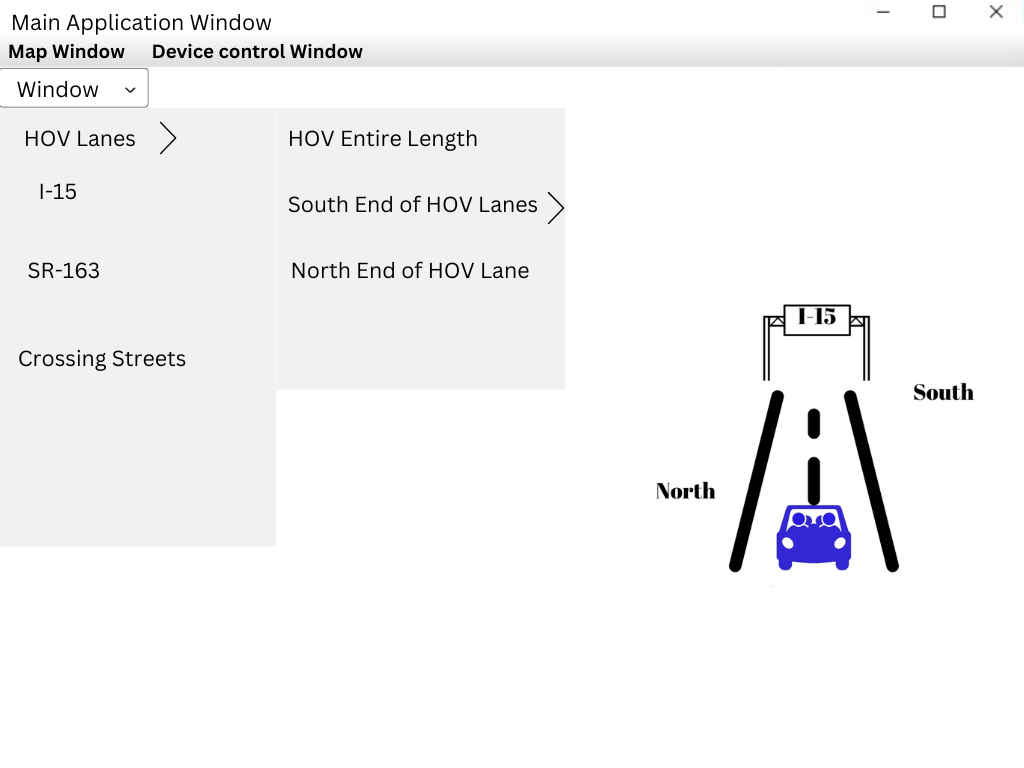 Main Application Window
Map Window Device control Window
Window
HOV Lanes
I-15
SR-163
Crossing Streets
HOV Entire Length
South End of HOV Lanes
North End of HOV Lane
I-15
South
North